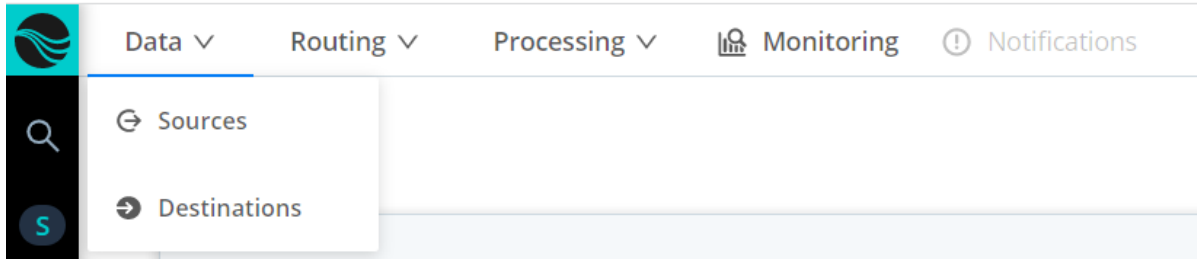 Data Routing Processing Monitoring Notifications
Sources
Destinations
S